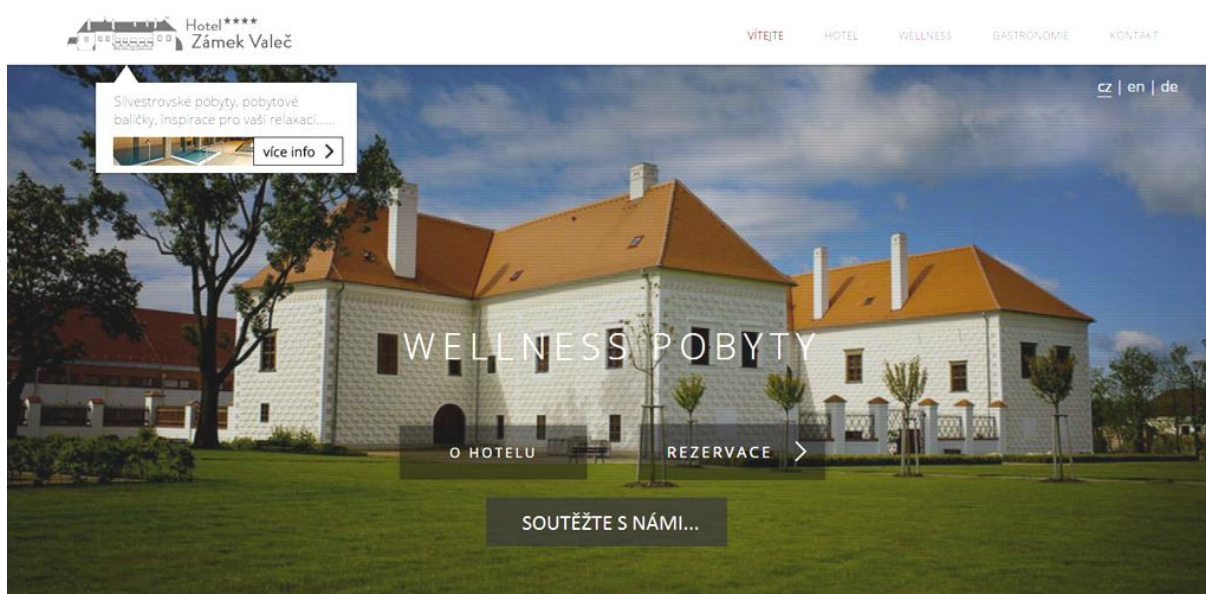 Hotel****
Zámek Valeč
VÍTEJTE HOTEL WELLNESS GASTRONOMIE KONTAKT
cz | en | de
Silvestrovské pobyty, pobytové
balíčky, inspirace pro vaši relaxaci......
více info
WELLNESS POBYTY
O HOTELU
REZERVACE
SOUTĚŽTE S NÁMI...